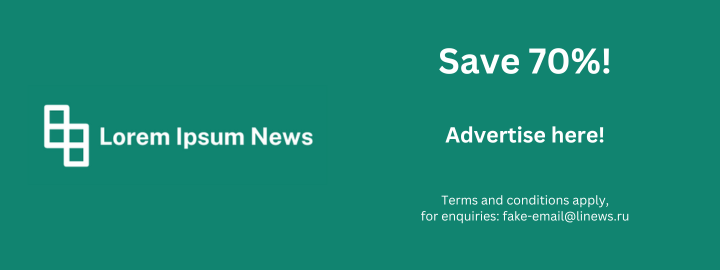 Lorem Ipsum News
Save 70%!
Advertise here!
Terms and conditions apply,
for enquiries: fake-email@linews.ru